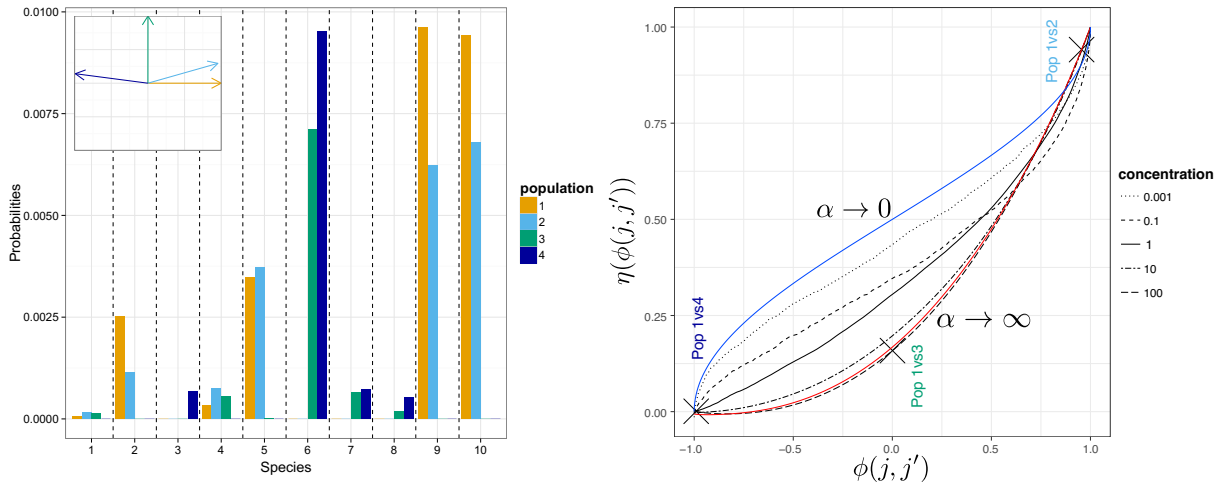 0.0100
0.0075
0.0050
0.0025
0.0000
Probabilities
1 2 3 4 5 6 7 8 9 10
Species
population
1
2
3
4
1.00
0.75
0.50
0.25
0.00
η(ϕ(j, j′))
Pop 1vs2
α → 0
Pop 1vs4
α → ∞
Pop 1vs3
−1.0 −0.5 0.0 0.5 1.0
ϕ(j, j′)
concentration
0.001
0.1
1
10
100